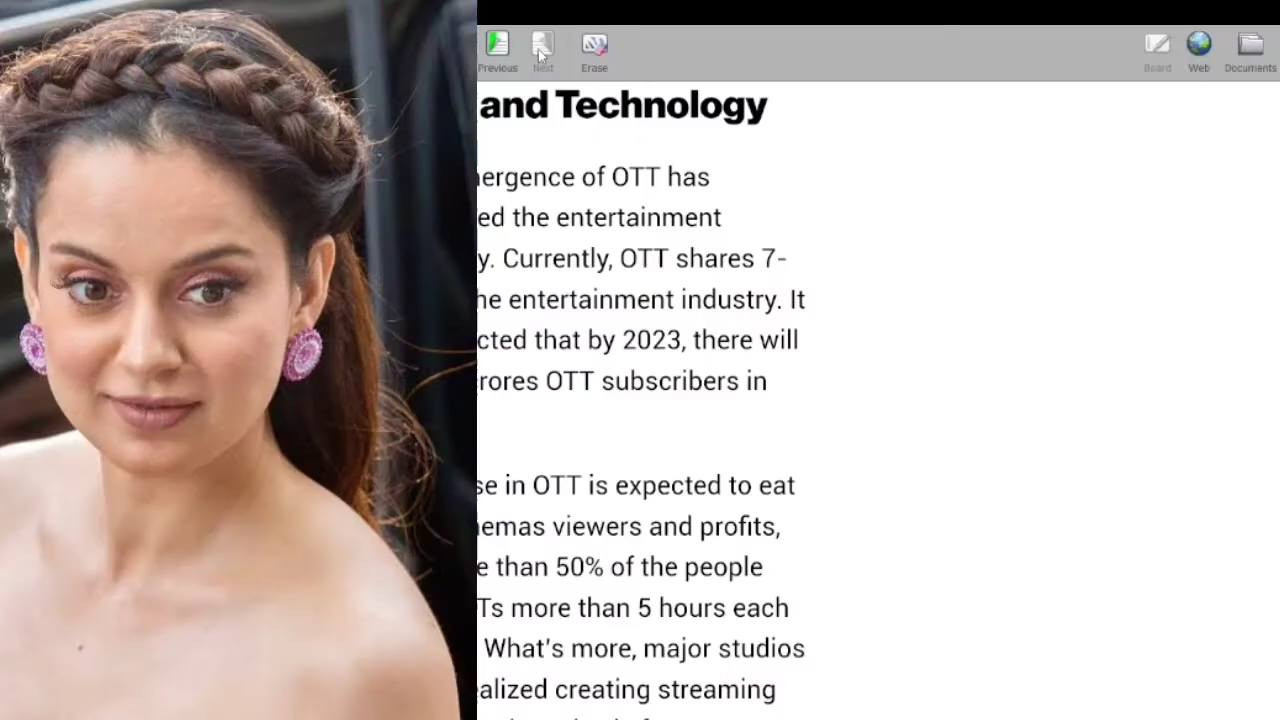 Previous Next Erase Board Web Documents
and Technology
ergence of OTT has
ed the entertainment
y. Currently, OTT shares 7-
he entertainment industry. It
cted that by 2023, there will
rores OTT subscribers in
se in OTT is expected to eat
emas viewers and profits,
e than 50% of the people
Ts more than 5 hours each
What's more, major studios
alized creating streaming